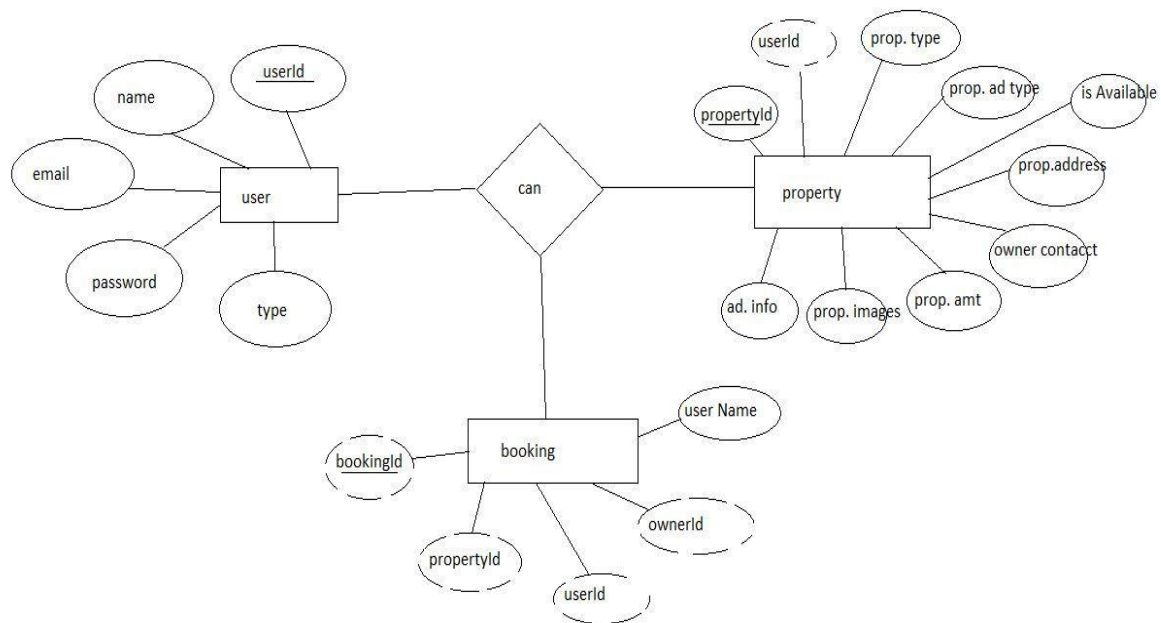 userId
name
email
user
password
type
can
userId
prop. type
prop. ad type
is Available
propertyId
prop.address
property
owner contacct
ad. info
prop. images
prop. amt
user Name
booking
bookingId
ownerId
propertyId
userId